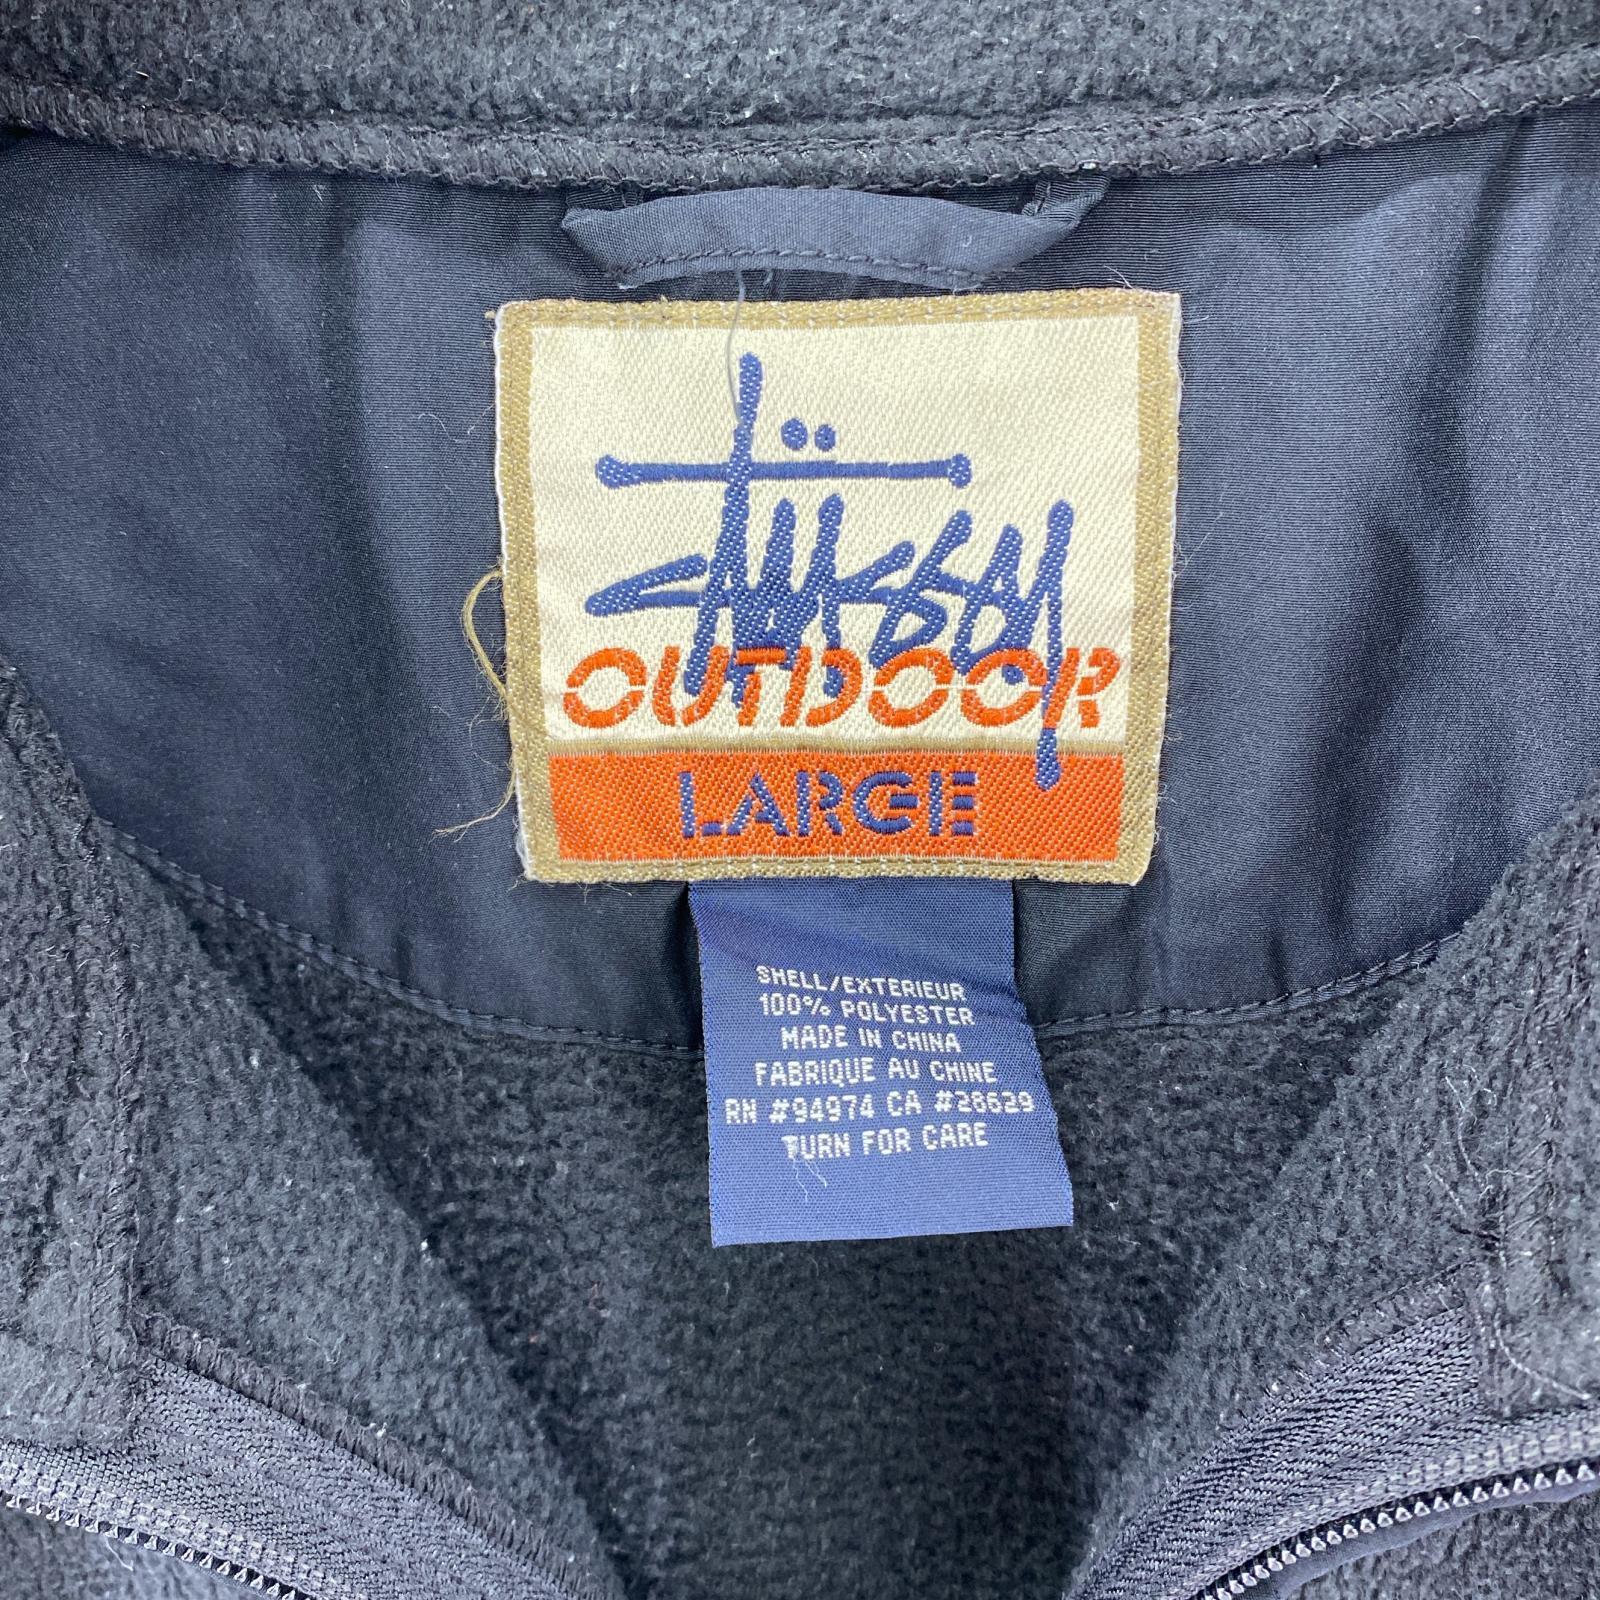 Stüssy
OUTDOOR
LARGE
SHELL/EXTERIEUR
100% POLYESTER
MADE IN CHINA
FABRIQUE AU CHINE
RN #94974 CA #28629
TURN FOR CARE